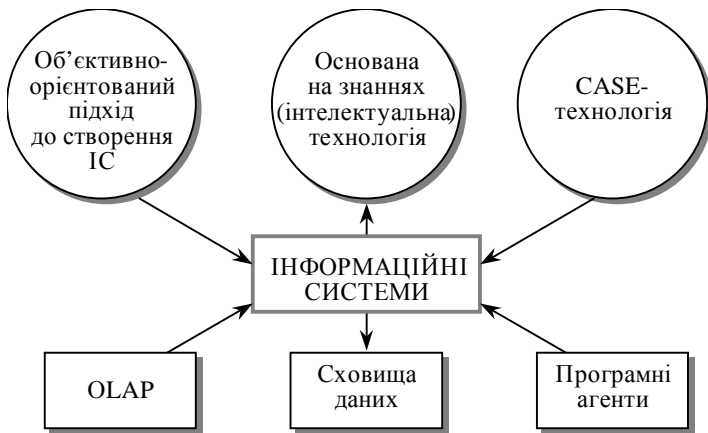 Об’єктивно-
орієнтований
підхід
до створення
ІС
Основана
на знаннях
(інтелектуальна)
технологія
CASE-
технологія
ІНФОРМАЦІЙНІ
СИСТЕМИ
OLAP
Сховища
даних
Програмні
агенти